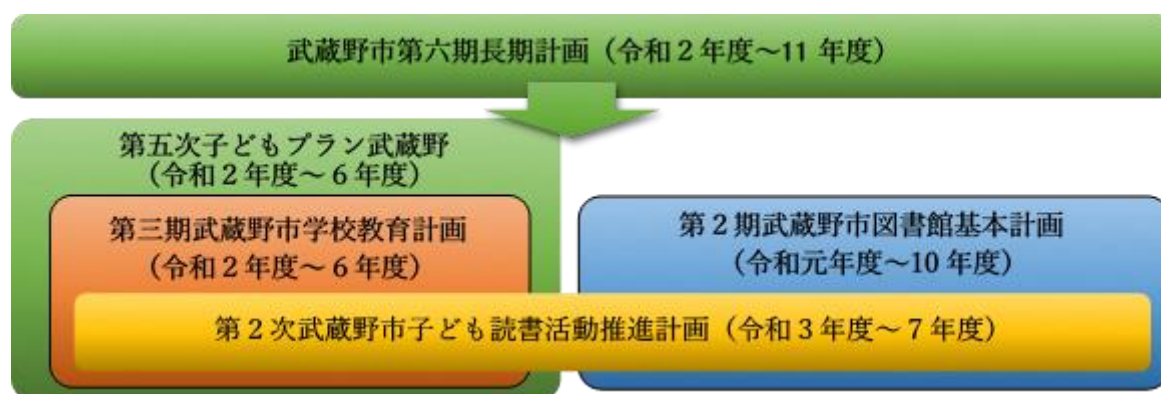 武蔵野市第六期長期計画（令和２年度～11 年度）
第五次子どもプラン武蔵野
（令和２年度～６年度）
第三期武蔵野市学校教育計画
（令和２年度～６年度）
第２期武蔵野市図書館基本計画
（令和元年度～10 年度）
第２次武蔵野市子ども読書活動推進計画（令和３年度～７年度）